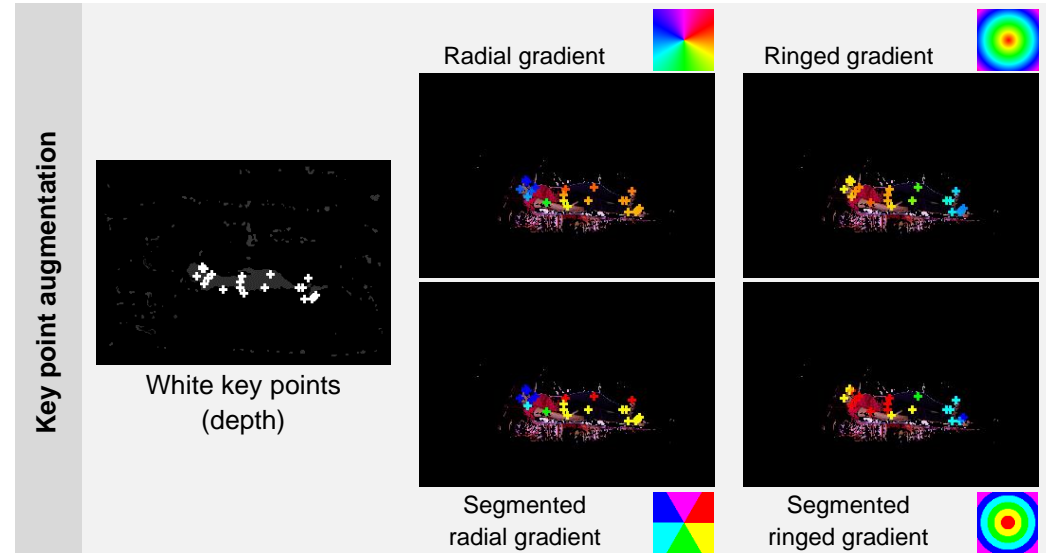 Key point augmentation
White key points
(depth)
Radial gradient
Ringed gradient
Segmented
radial gradient
Segmented
ringed gradient